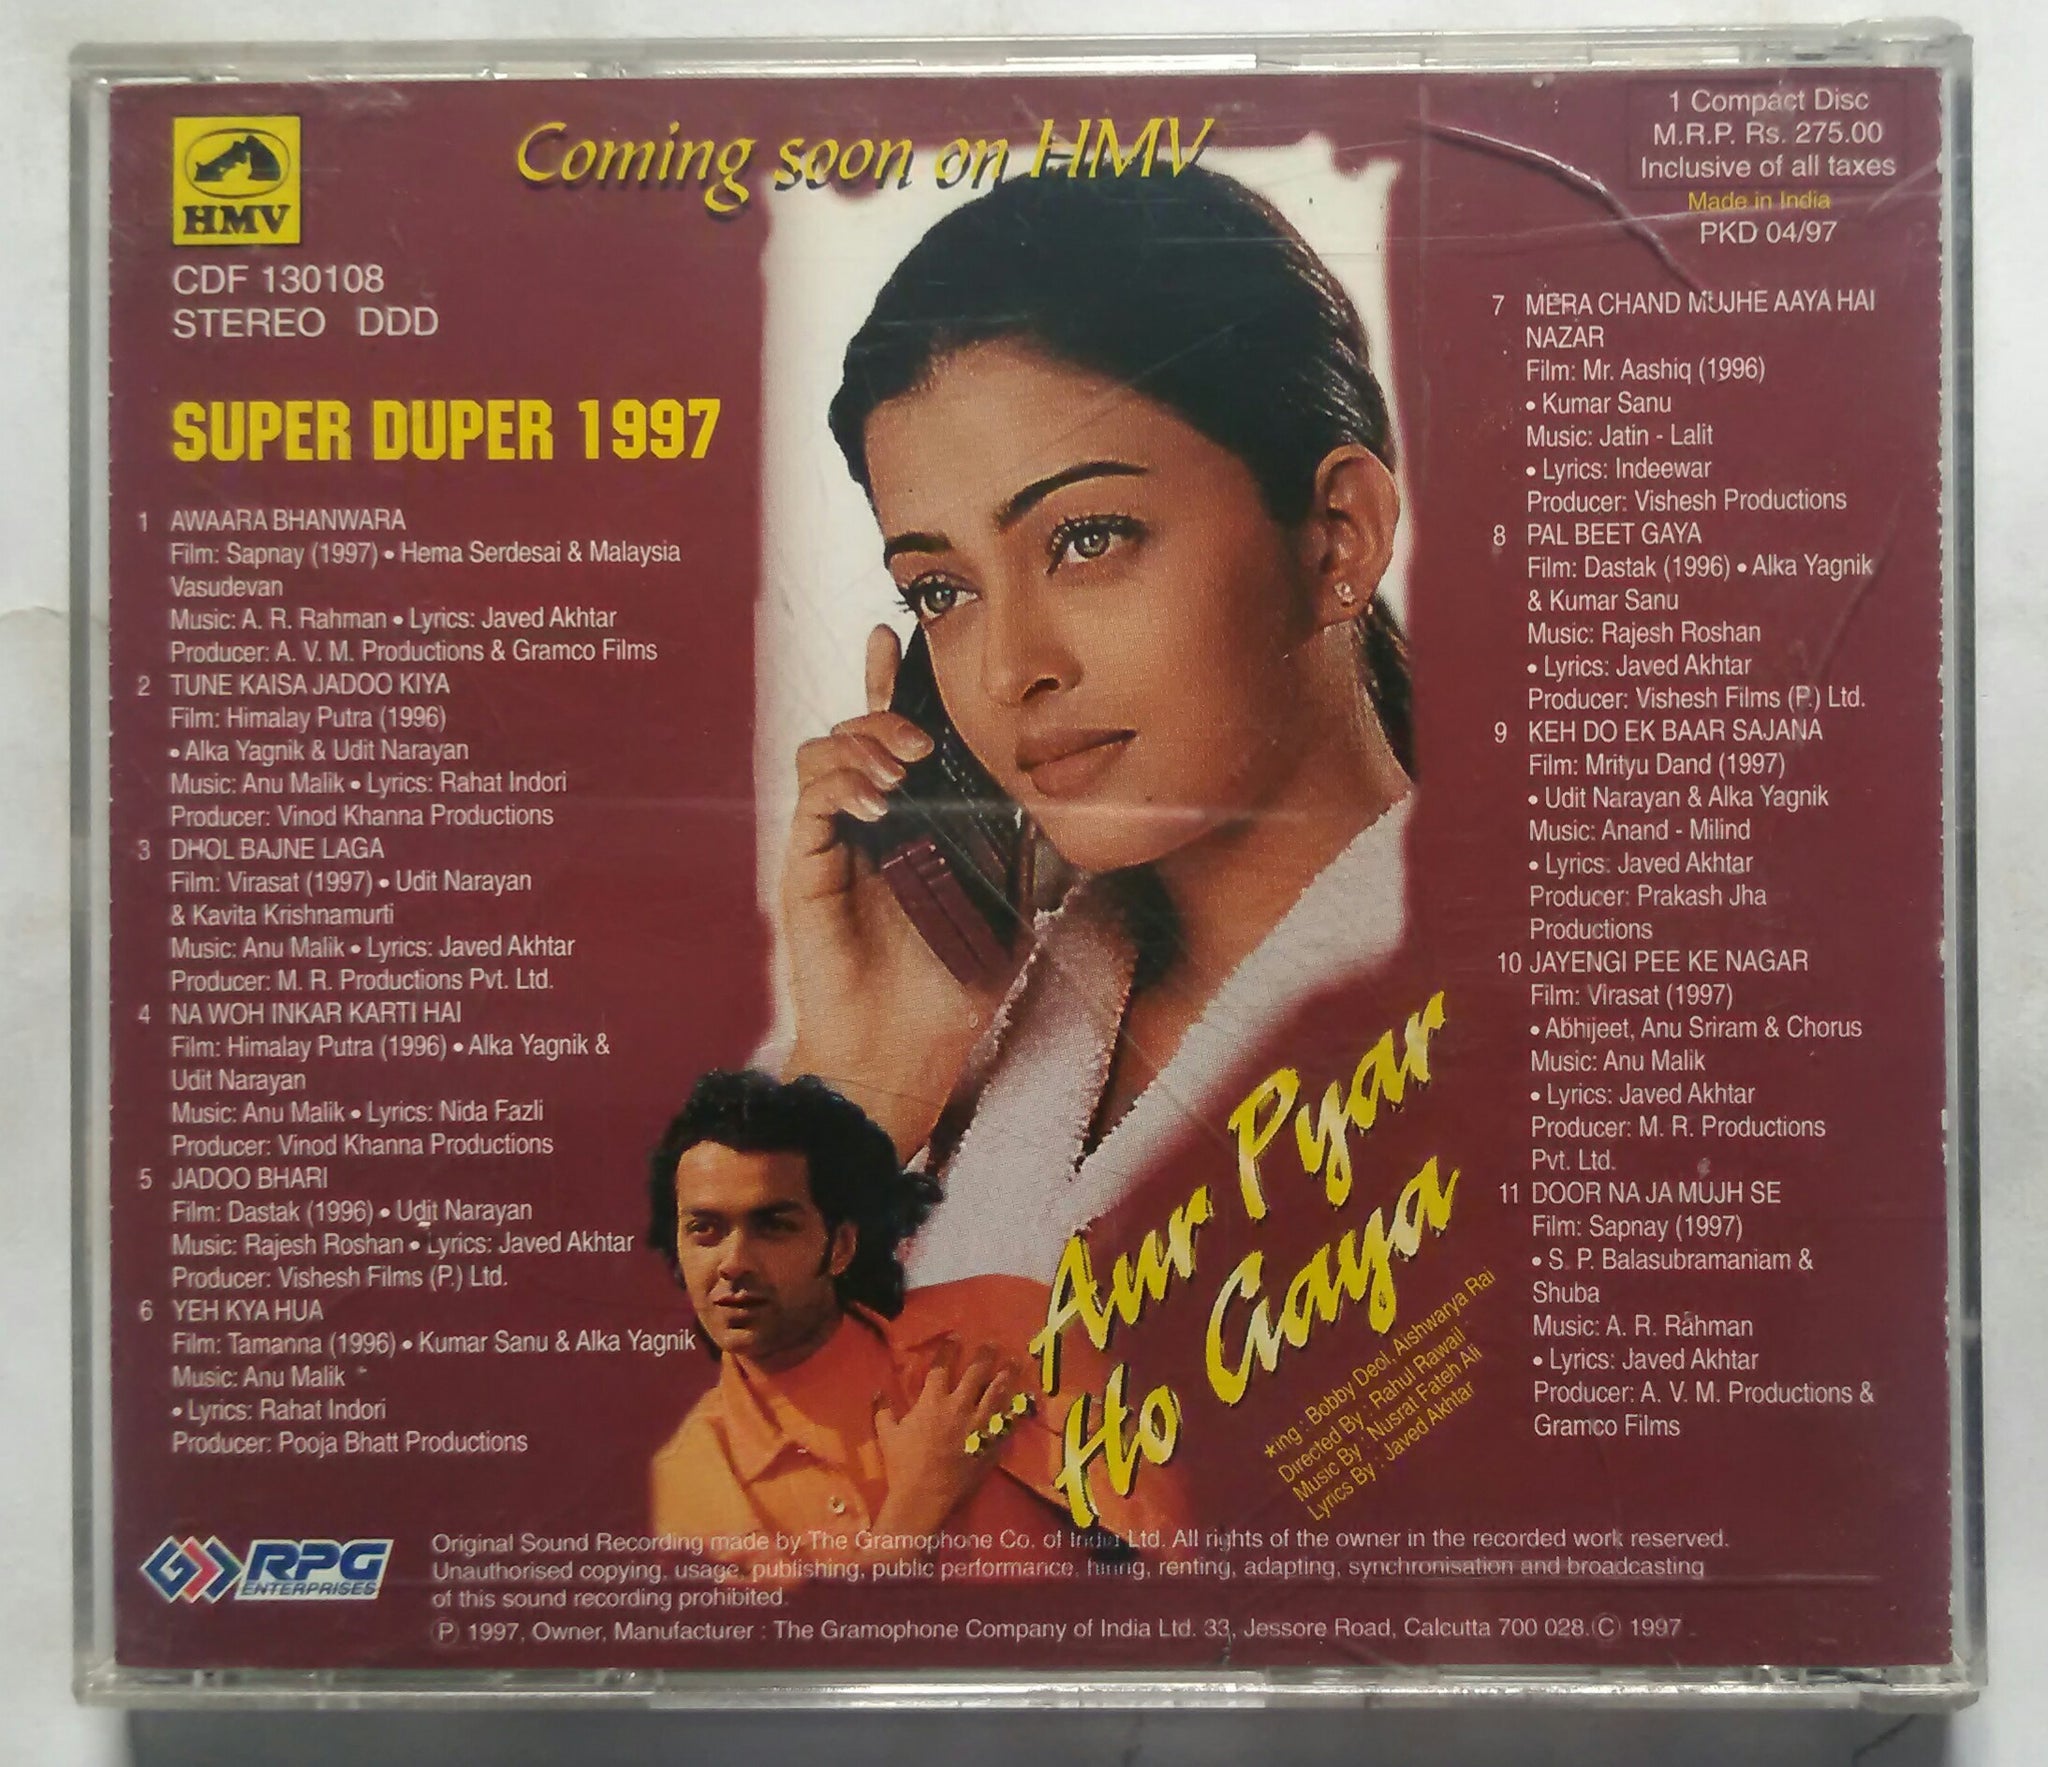 Coming soon on HMV
1 Compact Disc
M.R.P. Rs. 275.00
Inclusive of all taxes
Made in India
PKD 04/97
HMV
CDF 130108
STEREO DDD
SUPER DUPER 1997
1 AWAARA BHANWARA
Film: Sapnay (1997) • Hema Serdesai & Malaysia
Vasudevan
Music: A. R. Rahman • Lyrics: Javed Akhtar
Producer: A. V. M. Productions & Gramco Films
2 TUNE KAISA JADOO KIYA
Film: Himalay Putra (1996)
• Alka Yagnik & Udit Narayan
Music: Anu Malik • Lyrics: Rahat Indori
Producer: Vinod Khanna Productions
3 DHOL BAJNE LAGA
Film: Virasat (1997) • Udit Narayan
& Kavita Krishnamurti
Music: Anu Malik • Lyrics: Javed Akhtar
Producer: M. R. Productions Pvt. Ltd.
4 NA WOH INKAR KARTI HAI
Film: Himalay Putra (1996) • Alka Yagnik &
Udit Narayan
Music: Anu Malik • Lyrics: Nida Fazli
Producer: Vinod Khanna Productions
5 JADOO BHARI
Film: Dastak (1996) • Udit Narayan
Music: Rajesh Roshan • Lyrics: Javed Akhtar
Producer: Vishesh Films (P.) Ltd.
6 YEH KYA HUA
Film: Tamanna (1996) • Kumar Sanu & Alka Yagnik
Music: Anu Malik
• Lyrics: Rahat Indori
Producer: Pooja Bhatt Productions
7 MERA CHAND MUJHE AAYA HAI
NAZAR
Film: Mr. Aashiq (1996)
• Kumar Sanu
Music: Jatin - Lalit
• Lyrics: Indeewar
Producer: Vishesh Productions
8 PAL BEET GAYA
Film: Dastak (1996) • Alka Yagnik
& Kumar Sanu
Music: Rajesh Roshan
• Lyrics: Javed Akhtar
Producer: Vishesh Films (P.) Ltd.
9 KEH DO EK BAAR SAJANA
Film: Mrityu Dand (1997)
• Udit Narayan & Alka Yagnik
Music: Anand - Milind
• Lyrics: Javed Akhtar
Producer: Prakash Jha
Productions
10 JAYENGI PEE KE NAGAR
Film: Virasat (1997)
• Abhijeet, Anu Sriram & Chorus
Music: Anu Malik
• Lyrics: Javed Akhtar
Producer: M. R. Productions
Pvt. Ltd.
11 DOOR NA JA MUJH SE
Film: Sapnay (1997)
• S. P. Balasubramaniam &
Shuba
Music: A. R. Rahman
• Lyrics: Javed Akhtar
Producer: A. V. M. Productions &
Gramco Films
...Aur Pyar
Ho Gaya
★ing : Bobby Deol, Aishwarya Rai
Directed By : Rahul Rawail
Music By : Nusrat Fateh Ali
Lyrics By : Javed Akhtar
RPG
ENTERPRISES
Original Sound Recording made by The Gramophone Co. of India Ltd. All rights of the owner in the recorded work reserved.
Unauthorised copying, usage, publishing, public performance, hiring, renting, adapting, synchronisation and broadcasting
of this sound recording prohibited.
Ⓟ 1997, Owner, Manufacturer : The Gramophone Company of India Ltd. 33, Jessore Road, Calcutta 700 028.Ⓒ 1997